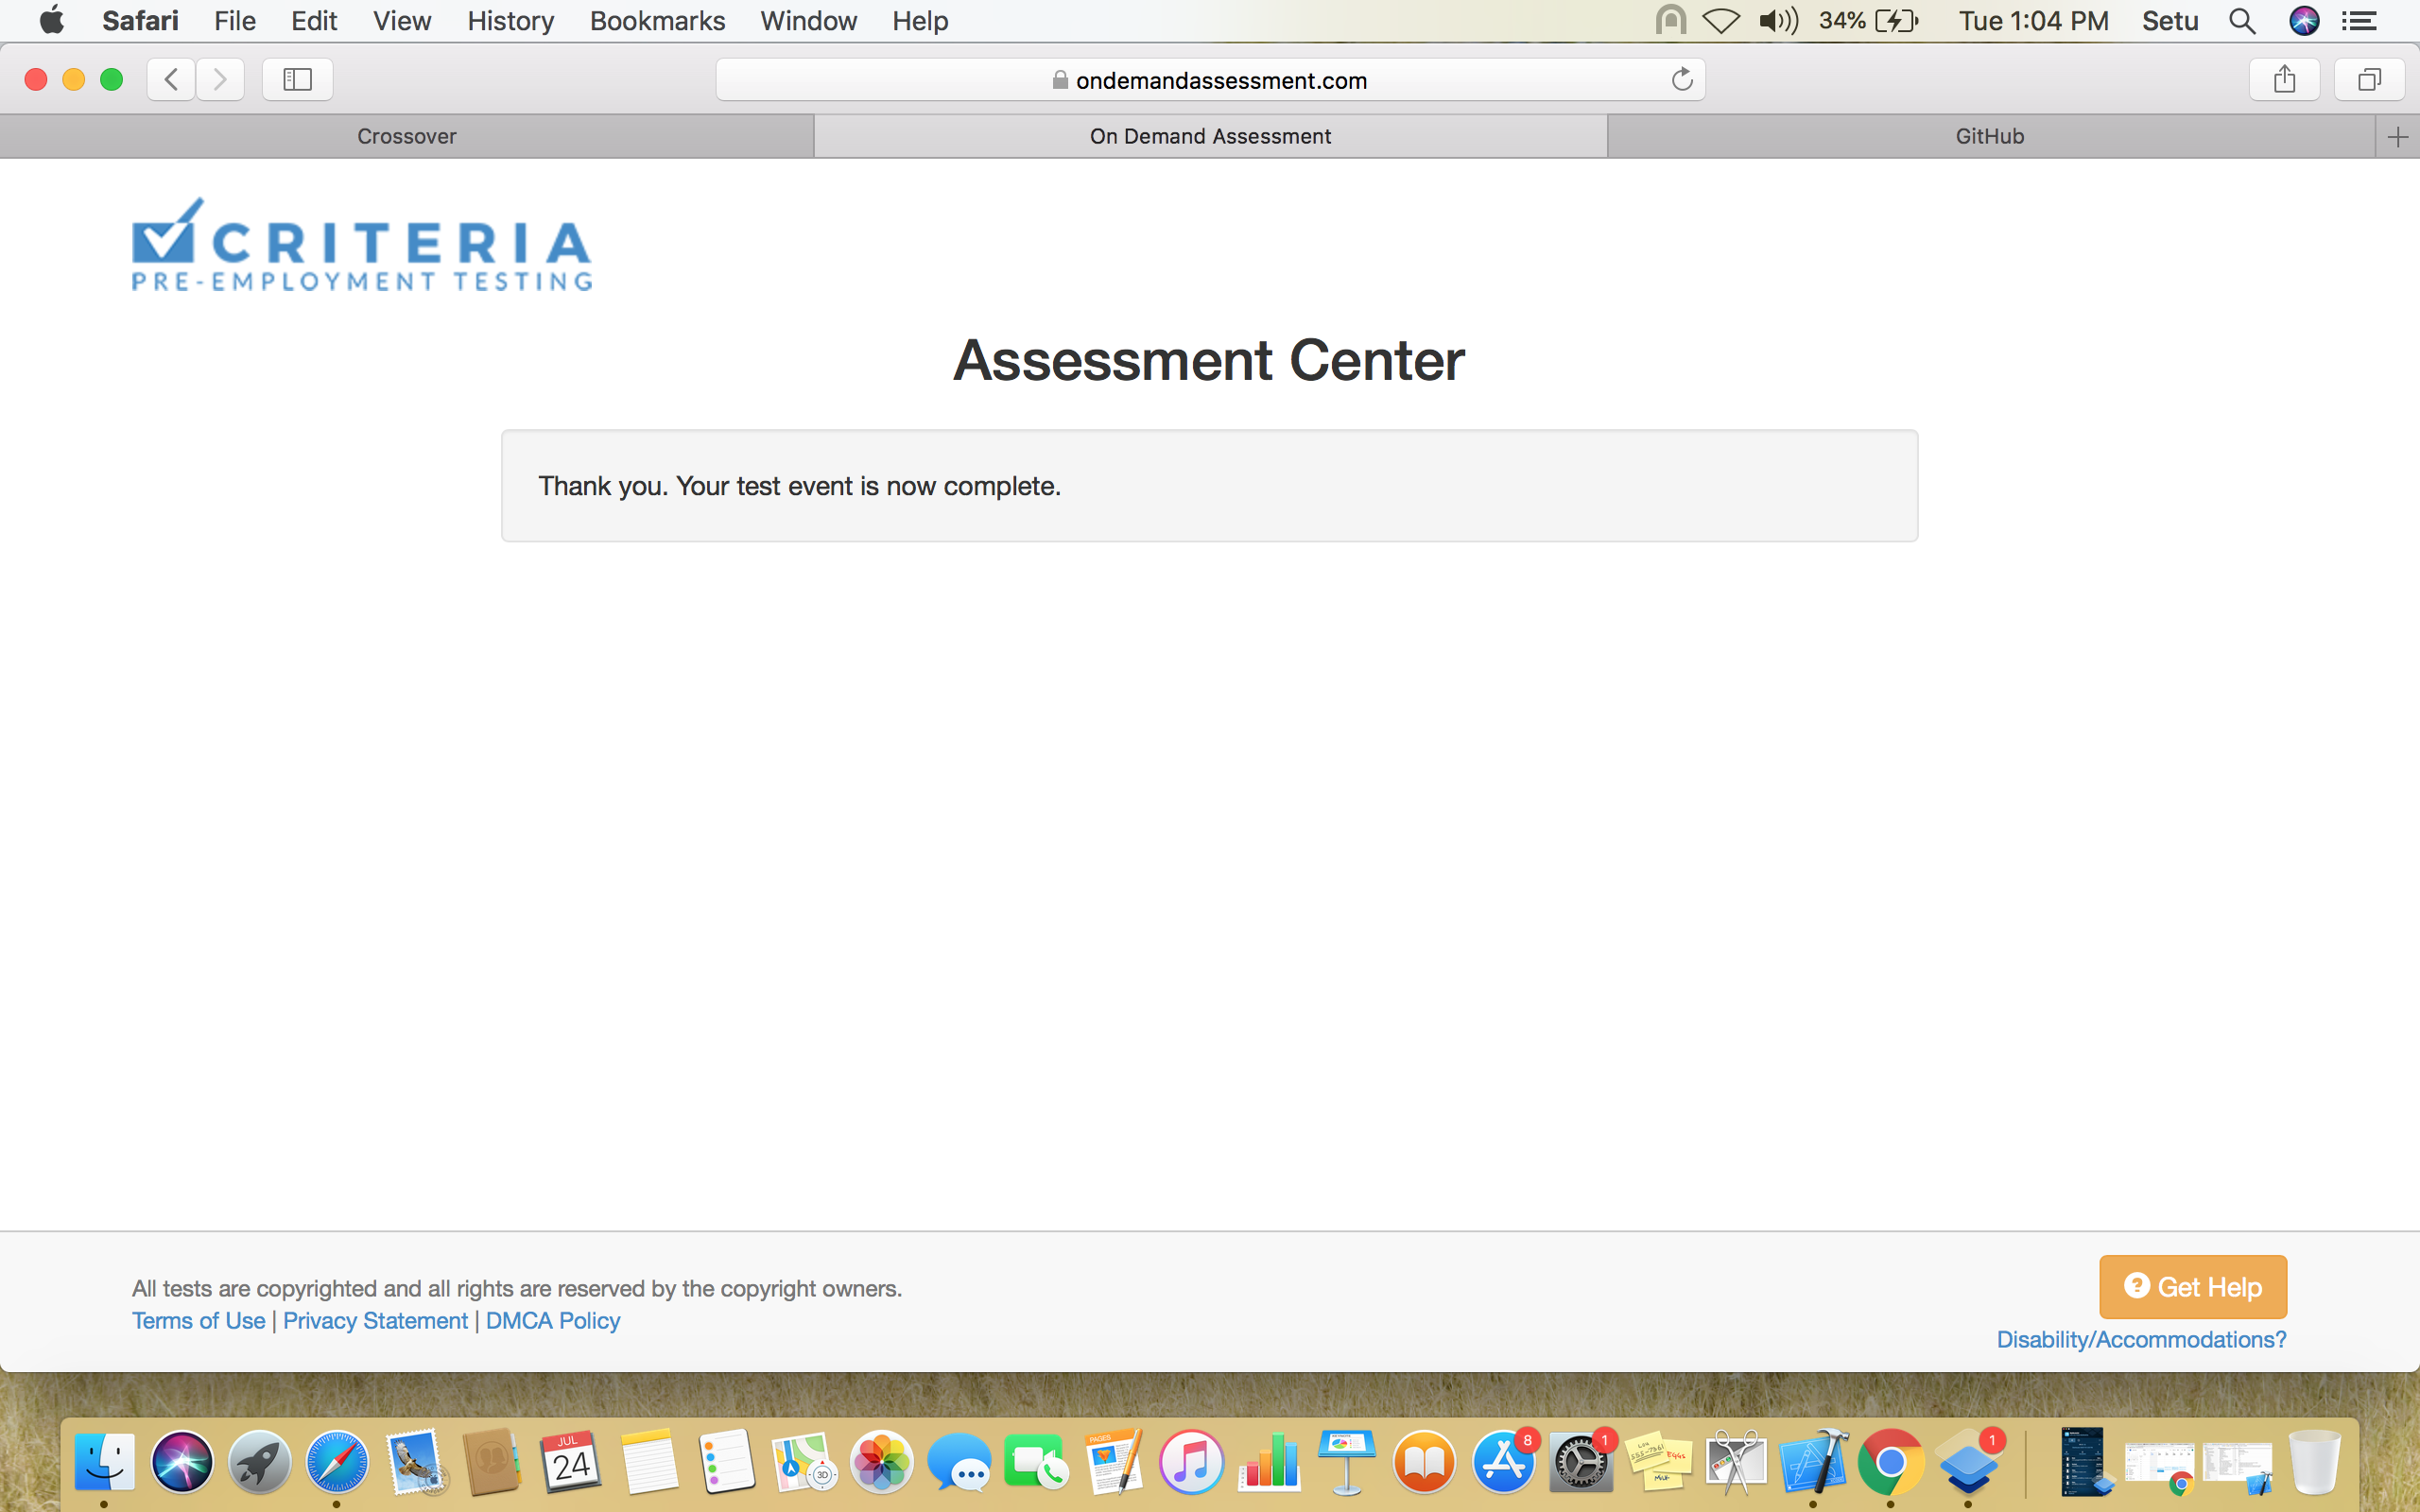 Safari File Edit View History Bookmarks Window Help 34% Tue 1:04 PM Setu
ondemandassessment.com
Crossover On Demand Assessment GitHub
CRITERIA
PRE-EMPLOYMENT TESTING
Assessment Center
Thank you. Your test event is now complete.
All tests are copyrighted and all rights are reserved by the copyright owners.
Terms of Use | Privacy Statement | DMCA Policy
? Get Help
Disability/Accommodations?
JUL
24
3D
PAGES
8
1
1